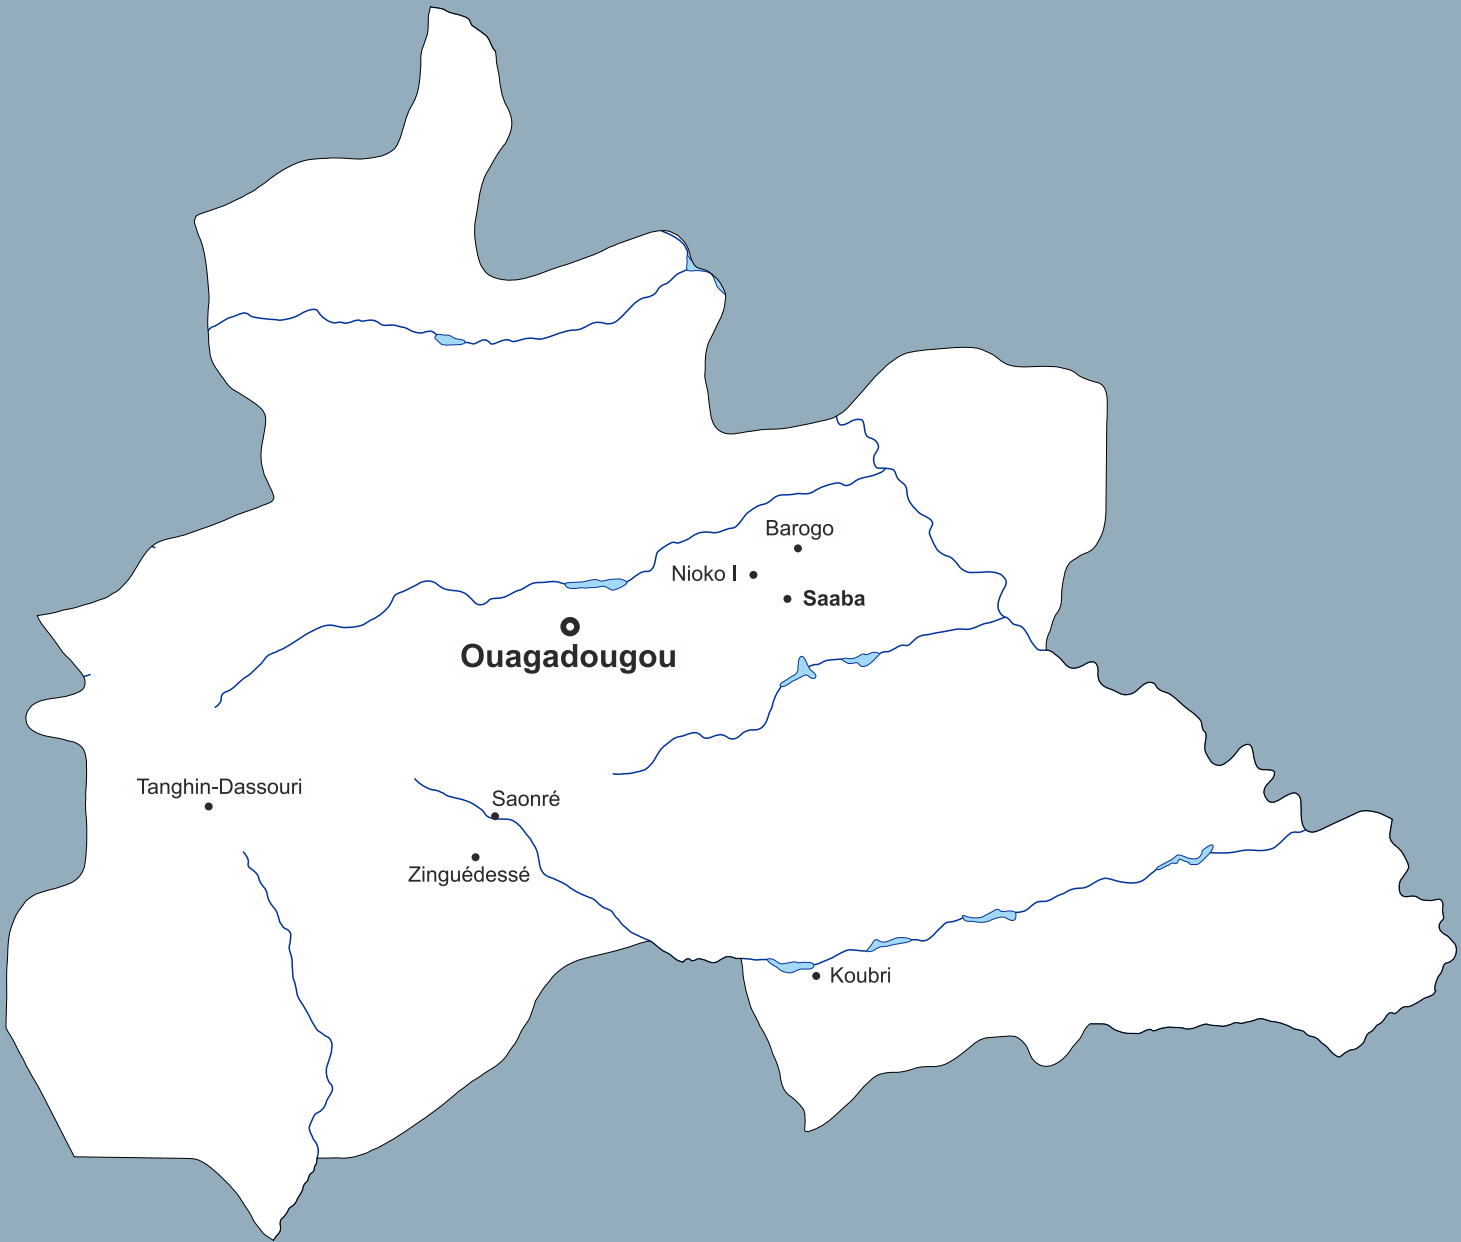 Barogo
Nioko I
Saaba
Ouagadougou
Tanghin-Dassouri
Saonré
Zinguédessé
Koubri